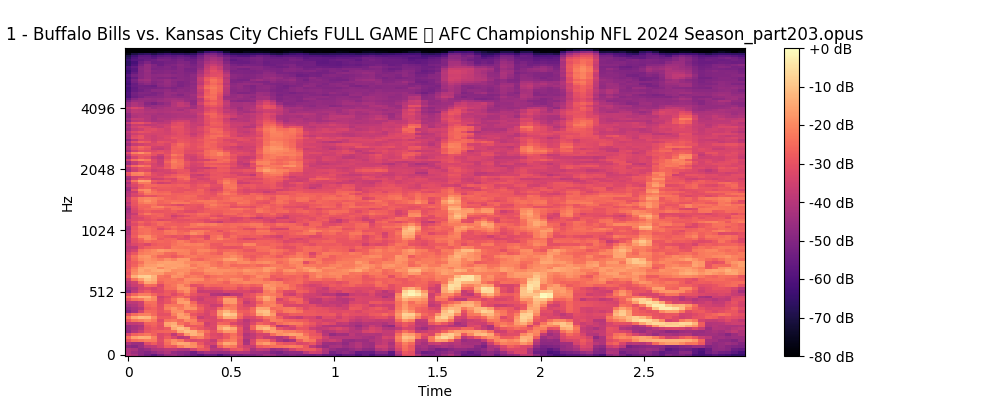 1 - Buffalo Bills vs. Kansas City Chiefs FULL GAME ▯ AFC Championship NFL 2024 Season_part203.opus
+0 dB
-10 dB
-20 dB
-30 dB
-40 dB
-50 dB
-60 dB
-70 dB
-80 dB
Hz
4096
2048
1024
512
0
0
0.5
1
1.5
2
2.5
Time